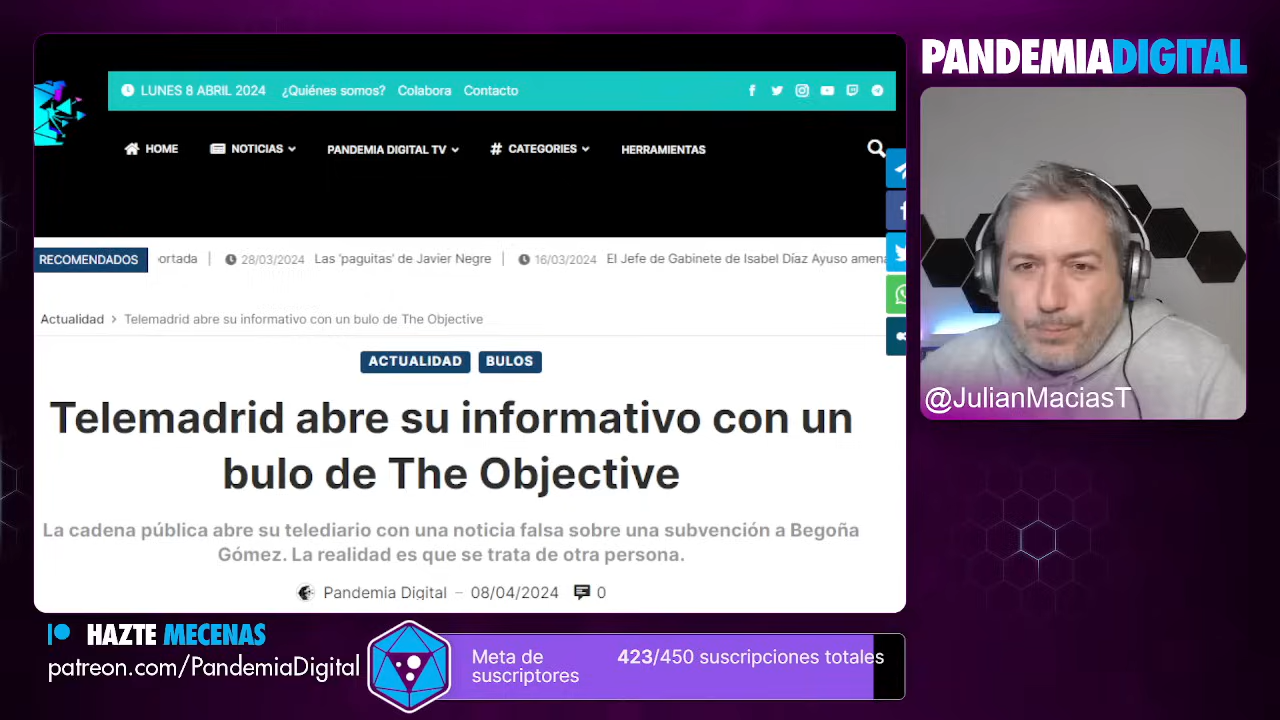 PANDEMIADIGITAL
LUNES 8 ABRIL 2024 ¿Quiénes somos? Colabora Contacto
HOME NOTICIAS PANDEMIA DIGITAL TV # CATEGORIES HERRAMIENTAS
RECOMENDADOS ortada | 28/03/2024 Las 'paguitas' de Javier Negre | 16/03/2024 El Jefe de Gabinete de Isabel Díaz Ayuso amena
Actualidad > Telemadrid abre su informativo con un bulo de The Objective
ACTUALIDAD BULOS
Telemadrid abre su informativo con un
bulo de The Objective
La cadena pública abre su telediario con una noticia falsa sobre una subvención a Begoña
Gómez. La realidad es que se trata de otra persona.
Pandemia Digital – 08/04/2024 0
@JulianMaciasT
HAZTE MECENAS
patreon.com/PandemiaDigital
Meta de
suscriptores
423/450 suscripciones totales